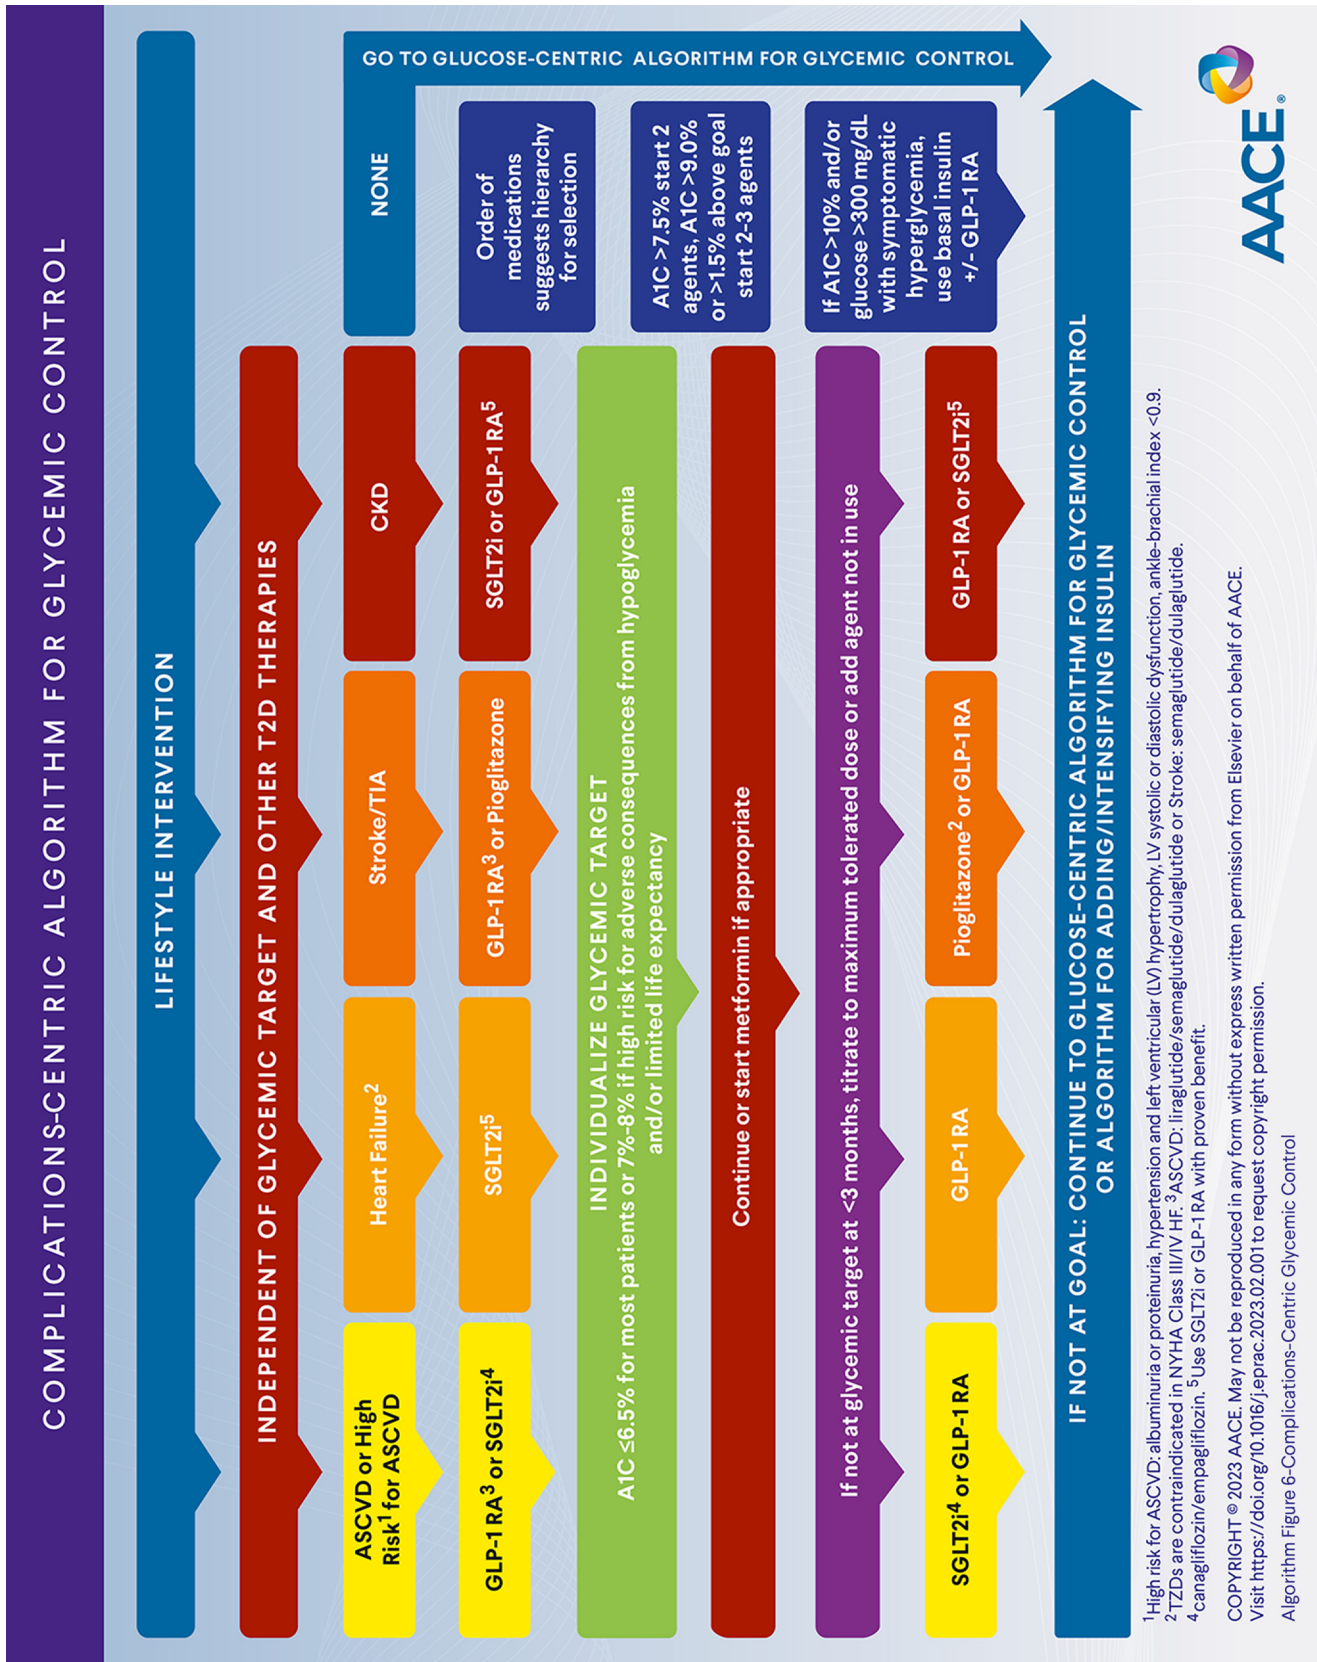 COMPLICATIONS-CENTRIC ALGORITHM FOR GLYCEMIC CONTROL
LIFESTYLE INTERVENTION
INDEPENDENT OF GLYCEMIC TARGET AND OTHER T2D THERAPIES
ASCVD or High
Risk¹ for ASCVD
Heart Failure²
Stroke/TIA
CKD
NONE
GO TO GLUCOSE-CENTRIC ALGORITHM FOR GLYCEMIC CONTROL
GLP-1 RA³ or SGLT2i⁴
SGLT2i⁵
GLP-1 RA³ or Pioglitazone
SGLT2i or GLP-1 RA⁵
Order of
medications
suggests hierarchy
for selection
INDIVIDUALIZE GLYCEMIC TARGET
A1C ≤6.5% for most patients or 7%-8% if high risk for adverse consequences from hypoglycemia
and/or limited life expectancy
A1C >7.5% start 2
agents, A1C >9.0%
or >1.5% above goal
start 2-3 agents
Continue or start metformin if appropriate
If not at glycemic target at <3 months, titrate to maximum tolerated dose or add agent not in use
If A1C >10% and/or
glucose >300 mg/dL
with symptomatic
hyperglycemia,
use basal insulin
+/- GLP-1 RA
SGLT2i⁴ or GLP-1 RA
GLP-1 RA
Pioglitazone² or GLP-1 RA
GLP-1 RA or SGLT2i⁵
IF NOT AT GOAL: CONTINUE TO GLUCOSE-CENTRIC ALGORITHM FOR GLYCEMIC CONTROL
OR ALGORITHM FOR ADDING/INTENSIFYING INSULIN
¹High risk for ASCVD: albuminuria or proteinuria, hypertension and left ventricular (LV) hypertrophy, LV systolic or diastolic dysfunction, ankle-brachial index <0.9.
²TZDs are contraindicated in NYHA Class III/IV HF. ³ASCVD: liraglutide/semaglutide/dulaglutide or Stroke: semaglutide/dulaglutide.
⁴canagliflozin/empagliflozin. ⁵Use SGLT2i or GLP-1 RA with proven benefit.
COPYRIGHT © 2023 AACE. May not be reproduced in any form without express written permission from Elsevier on behalf of AACE.
Visit https://doi.org/10.1016/j.eprac.2023.02.001 to request copyright permission.
Algorithm Figure 6-Complications-Centric Glycemic Control
AACE®